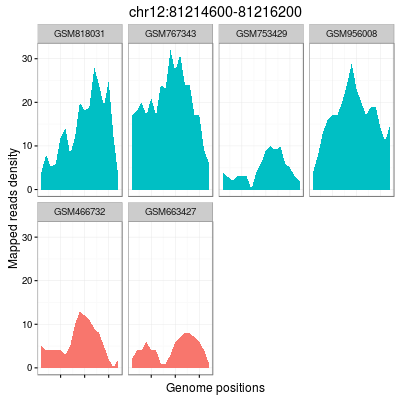 chr12:81214600-81216200
GSM818031 GSM767343 GSM753429 GSM956008
30
20
10
0
GSM466732 GSM663427
30
20
10
0
Mapped reads density
Genome positions